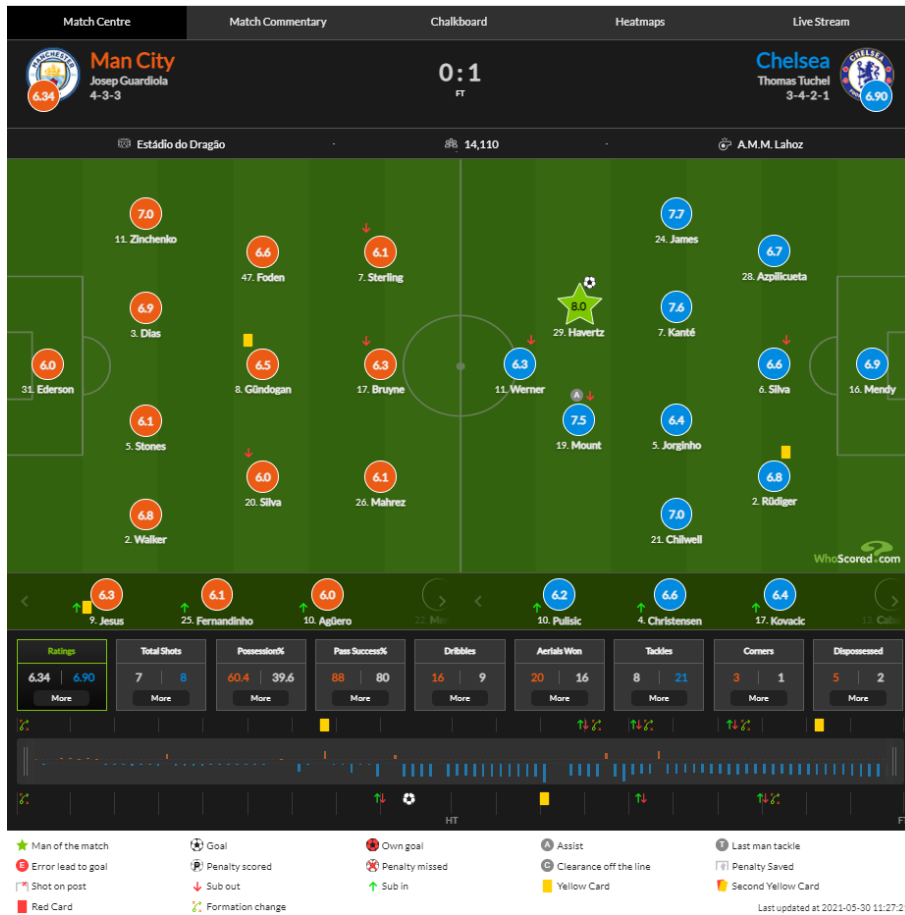 Match Centre
Match Commentary
Chalkboard
Heatmaps
Live Stream
MANCHESTER
6.34
Man City
Josep Guardiola
4-3-3
0 : 1
FT
Chelsea
Thomas Tuchel
3-4-2-1
6.90
Estádio do Dragão
14,110
A.M.M. Lahoz
7.0
11. Zinchenko
6.6
47. Foden
6.1
7. Sterling
6.9
3. Dias
6.0
31. Ederson
6.5
8. Gündogan
6.3
17. Bruyne
6.1
5. Stones
6.0
20. Silva
6.1
26. Mahrez
6.8
2. Walker
7.7
24. James
6.7
28. Azpilicueta
8.0
29. Havertz
7.6
7. Kanté
6.3
11. Werner
6.6
6. Silva
6.9
16. Mendy
A
7.5
19. Mount
6.4
5. Jorginho
6.8
2. Rüdiger
7.0
21. Chilwell
WhoScored.com
6.3
9. Jesus
6.1
25. Fernandinho
6.0
10. Agüero
6.2
10. Pulisic
6.6
4. Christensen
6.4
17. Kovacic
Ratings
6.34 6.90
More
Total Shots
7 8
More
Possession%
60.4 39.6
More
Pass Success%
88 80
More
Dribbles
16 9
More
Aerials Won
20 16
More
Tackles
8 21
More
Corners
3 1
More
Dispossessed
5 2
More
HT
Man of the match
Goal
Own goal
A Assist
T Last man tackle
E Error lead to goal
P Penalty scored
Penalty missed
C Clearance off the line
Penalty Saved
Shot on post
Sub out
Sub in
Yellow Card
Second Yellow Card
Red Card
Formation change
Last updated at 2021-05-30 11:27:2